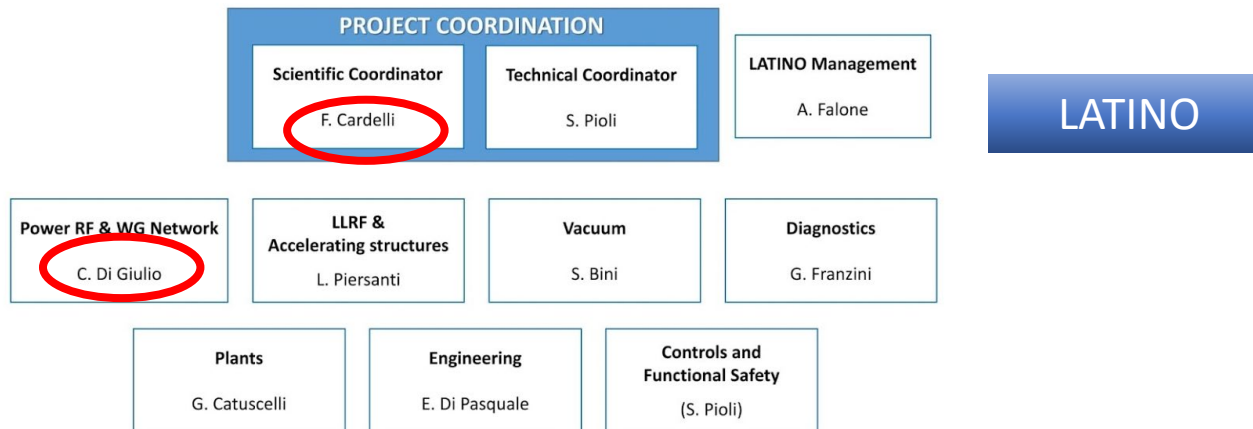 PROJECT COORDINATION
Scientific Coordinator
F. Cardelli
Technical Coordinator
S. Pioli
LATINO Management
A. Falone
LATINO
Power RF & WG Network
C. Di Giulio
LLRF &
Accelerating structures
L. Piersanti
Vacuum
S. Bini
Diagnostics
G. Franzini
Plants
G. Catuscelli
Engineering
E. Di Pasquale
Controls and
Functional Safety
(S. Pioli)